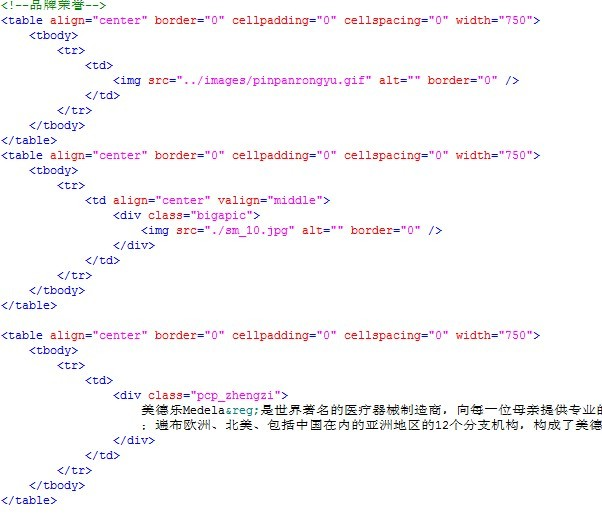 <!--品牌荣誉-->
<table align="center" border="0" cellpadding="0" cellspacing="0" width="750">
<tbody>
<tr>
<td>
<img src="../images/pinpanrongyu.gif" alt="" border="0" />
</td>
</tr>
</tbody>
</table>
<table align="center" border="0" cellpadding="0" cellspacing="0" width="750">
<tbody>
<tr>
<td align="center" valign="middle">
<div class="bigapic">
<img src="./sm_10.jpg" alt="" border="0" />
</div>
</td>
</tr>
</tbody>
</table>
<table align="center" border="0" cellpadding="0" cellspacing="0" width="750">
<tbody>
<tr>
<td>
<div class="pcp_zhengzi">
美德乐Medela&reg;是世界著名的医疗器械制造商，向每一位母亲提供专业的
；遍布欧洲、北美、包括中国在内的亚洲地区的12个分支机构，构成了美德
</div>
</td>
</tr>
</tbody>
</table>